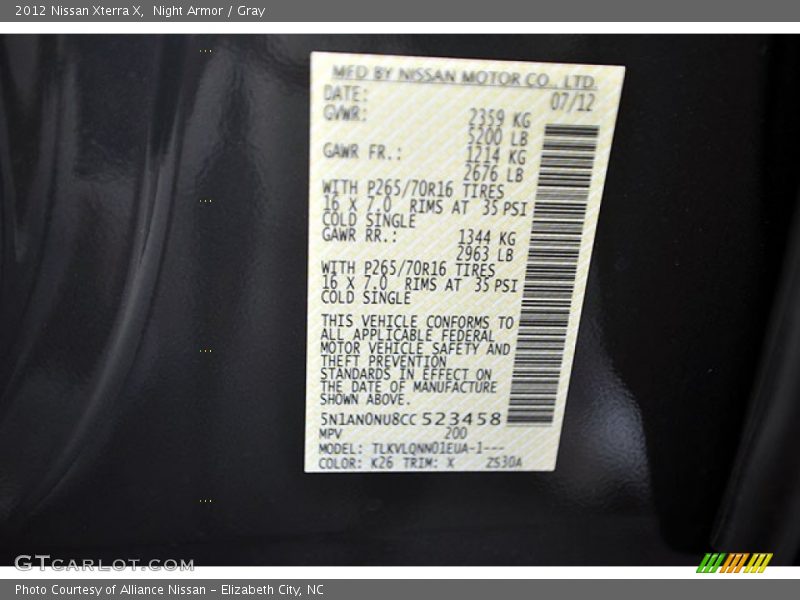 2012 Nissan Xterra X, Night Armor / Gray
MFD BY NISSAN MOTOR CO., LTD.
DATE: 07/12
GVWR: 2359 KG
5200 LB
GAWR FR.: 1214 KG
2676 LB
WITH P265/70R16 TIRES
16 X 7.0 RIMS AT 35 PSI
COLD SINGLE
GAWR RR.: 1344 KG
2963 LB
WITH P265/70R16 TIRES
16 X 7.0 RIMS AT 35 PSI
COLD SINGLE
THIS VEHICLE CONFORMS TO
ALL APPLICABLE FEDERAL
MOTOR VEHICLE SAFETY AND
THEFT PREVENTION
STANDARDS IN EFFECT ON
THE DATE OF MANUFACTURE
SHOWN ABOVE.
5N1AN0NU8CC523458
MPV 200
MODEL: TLKVLQNN01EUA-1---
COLOR: K26 TRIM: X ZS30A
GTCARLOT.COM
Photo Courtesy of Alliance Nissan - Elizabeth City, NC